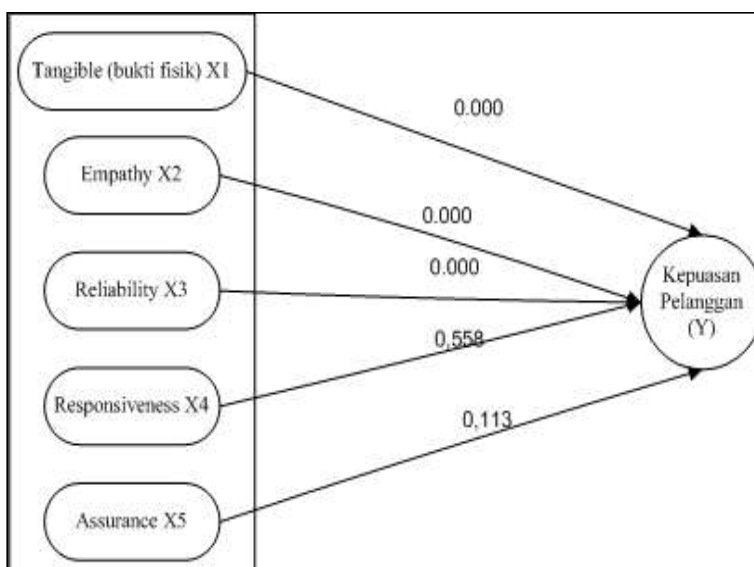 Tangible (bukti fisik) X1
0.000
Empathy X2
0.000
Reliability X3
0.000
Kepuasan
Pelanggan
(Y)
Responsiveness X4
0,558
Assurance X5
0,113